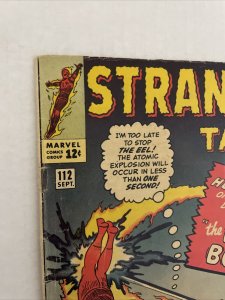 STRAN
TA
MARVEL
COMICS
GROUP
12¢
112
SEPT.
I'M TOO LATE
TO STOP
THE EEL!
THE ATOMIC
EXPLOSION WILL
OCCUR IN LESS
THAN ONE
SECOND!
"the